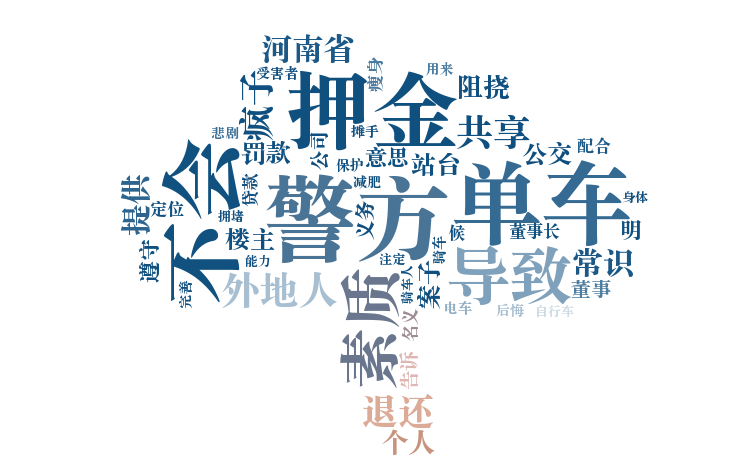 河南省
受害者
瘦身
用来
疯子
押金
阻挠
悲剧
摊手
共享
罚款
公司
保护
意思
站台
公交
配合
不会
贷款
减肥
提供
定位
拥堵
警方
义务
单车
身体
楼主
候
董事长
明
遵守
能力
注定
骑车
常识
完善
外地人
素质
骑车人
案子
导致
董事
电车
后悔
自行车
名义
告诉
退还
个人